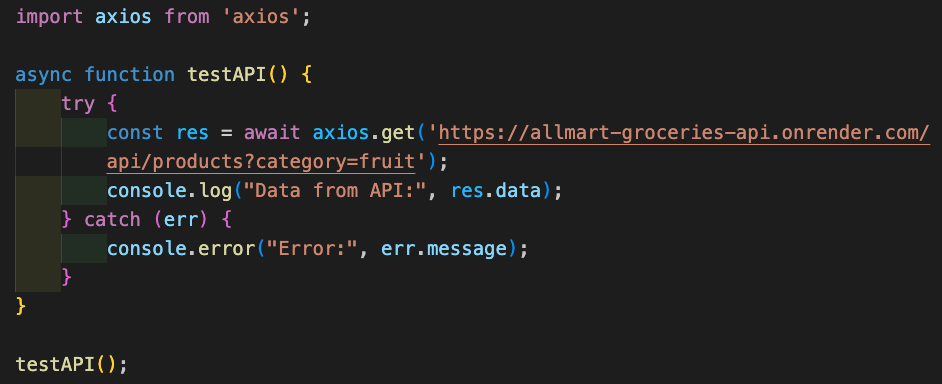 import axios from 'axios';
async function testAPI() {
try {
const res = await axios.get('https://allmart-groceries-api.onrender.com/
api/products?category=fruit');
console.log("Data from API:", res.data);
} catch (err) {
console.error("Error:", err.message);
}
}
testAPI();